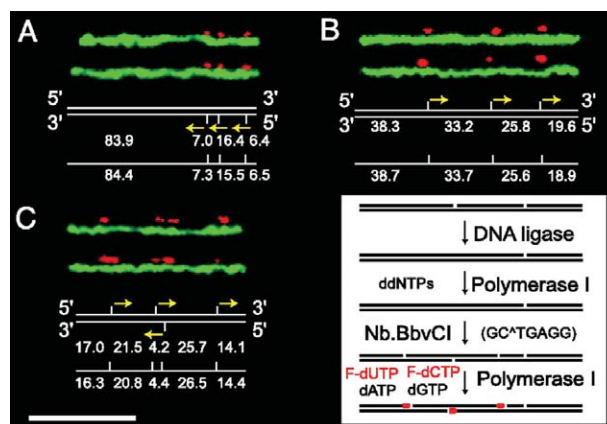 A
5' 3'
3' 5'
83.9 7.0 16.4 6.4
84.4 7.3 15.5 6.5
B
5' 3'
3' 5'
38.3 33.2 25.8 19.6
38.7 33.7 25.6 18.9
C
5' 3'
3' 5'
17.0 21.5 4.2 25.7 14.1
16.3 20.8 4.4 26.5 14.4
DNA ligase
ddNTPs Polymerase I
Nb.BbvCI (GC^TGAGG)
F-dUTP F-dCTP
dATP dGTP Polymerase I